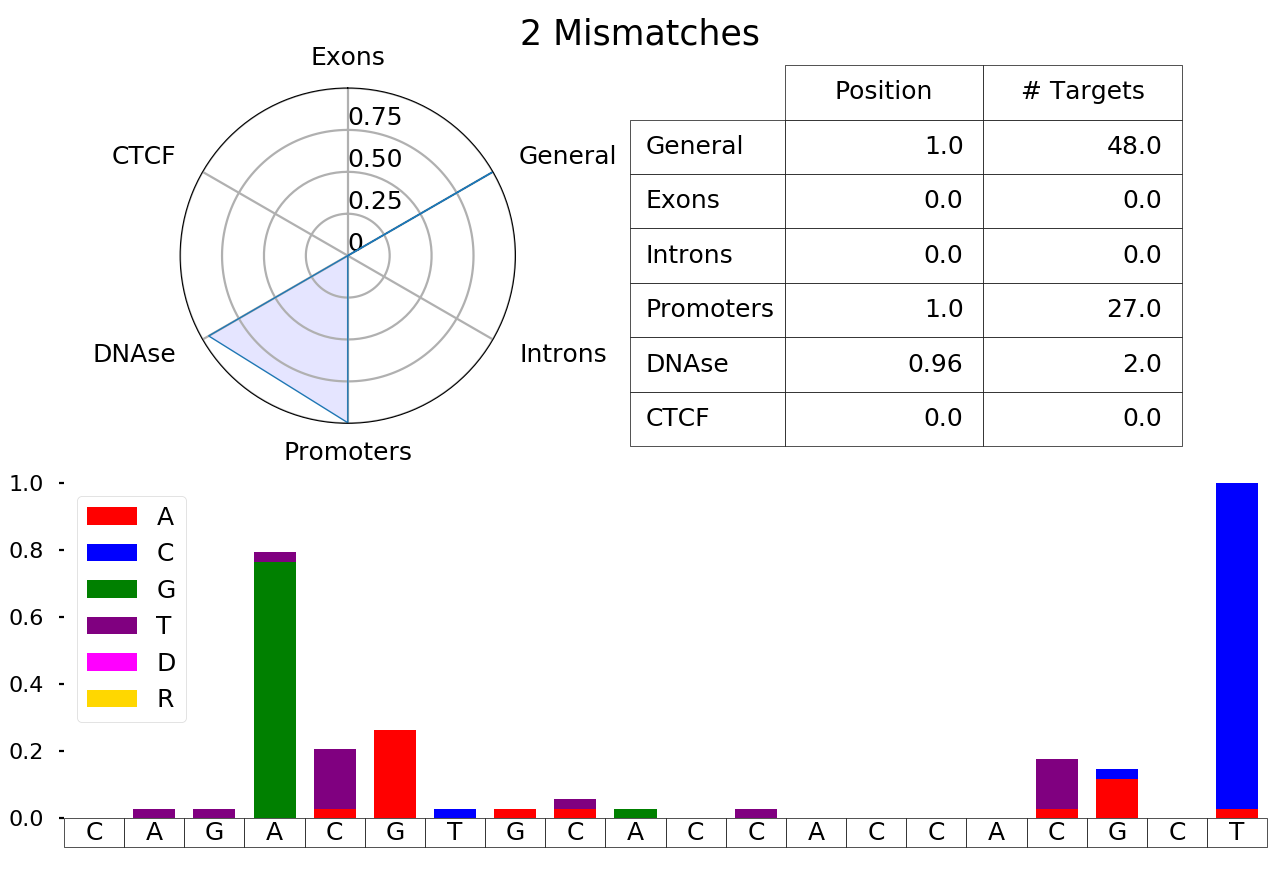 2 Mismatches
Exons
General
Introns
Promoters
DNAse
CTCF
0.75
0.50
0.25
0
Position # Targets
General 1.0 48.0
Exons 0.0 0.0
Introns 0.0 0.0
Promoters 1.0 27.0
DNAse 0.96 2.0
CTCF 0.0 0.0
1.0
0.8
0.6
0.4
0.2
0.0
A
C
G
T
D
R
C A G A C G T G C A C C A C C A C G C T